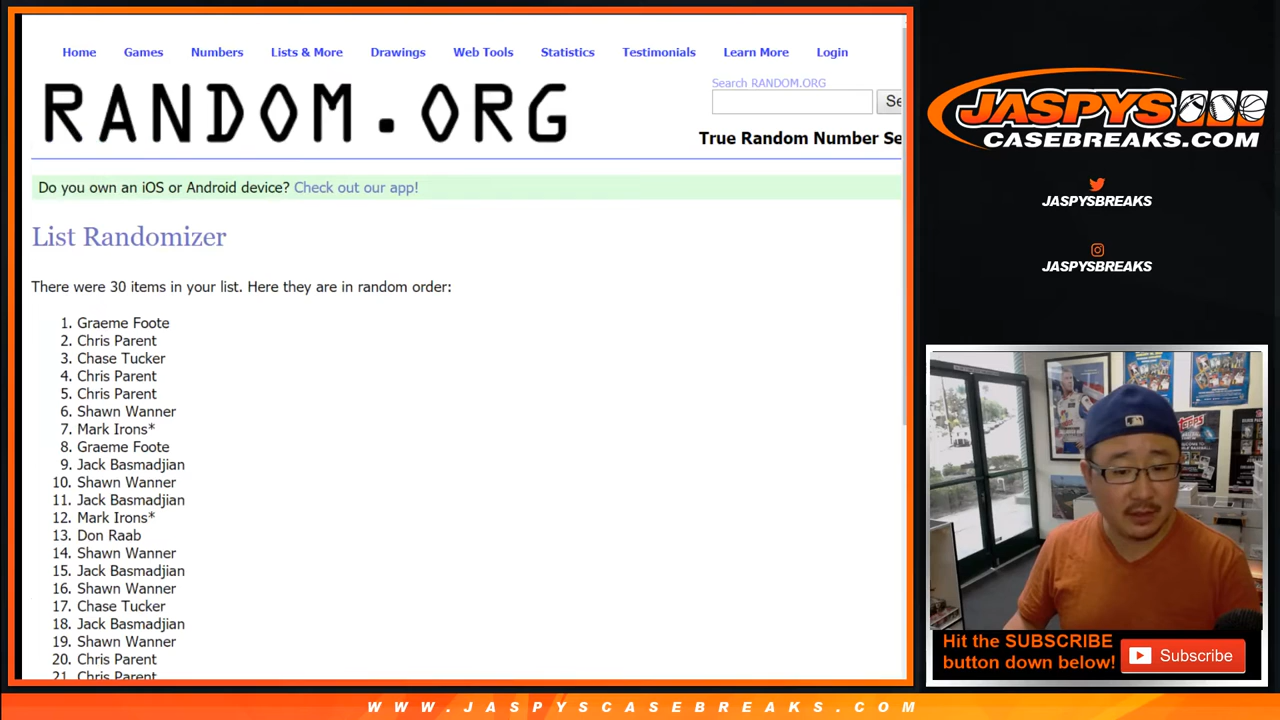 Home Games Numbers Lists & More Drawings Web Tools Statistics Testimonials Learn More Login
Search RANDOM.ORG
RANDOM.ORG
Se
True Random Number Se
Do you own an iOS or Android device? Check out our app!
List Randomizer
There were 30 items in your list. Here they are in random order:
1. Graeme Foote
2. Chris Parent
3. Chase Tucker
4. Chris Parent
5. Chris Parent
6. Shawn Wanner
7. Mark Irons*
8. Graeme Foote
9. Jack Basmadjian
10. Shawn Wanner
11. Jack Basmadjian
12. Mark Irons*
13. Don Raab
14. Shawn Wanner
15. Jack Basmadjian
16. Shawn Wanner
17. Chase Tucker
18. Jack Basmadjian
19. Shawn Wanner
20. Chris Parent
21. Chris Parent
JASPYS
CASEBREAKS.COM
JASPYSBREAKS
JASPYSBREAKS
TOPPS
Hit the SUBSCRIBE
button down below!
Subscribe
WWW.JASPYSCASEBREAKS.COM